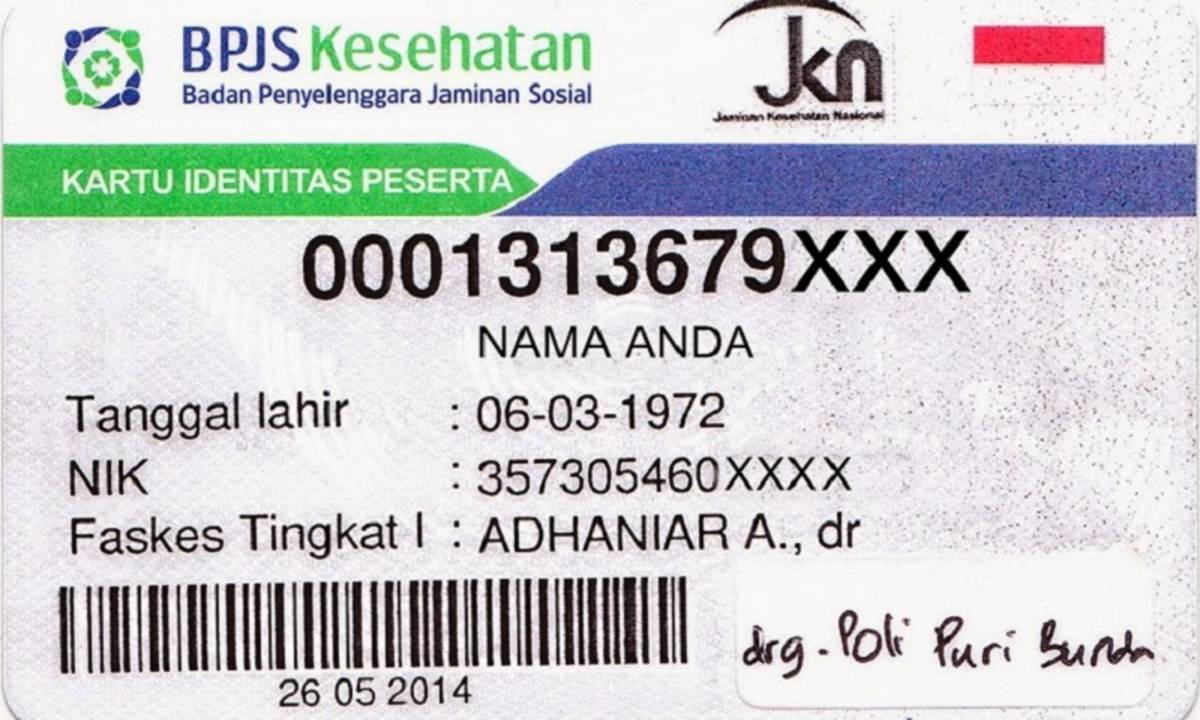 BPJS Kesehatan
Badan Penyelenggara Jaminan Sosial
Jkn
Jaminan Kesehatan Nasional
KARTU IDENTITAS PESERTA
0001313679XXX
NAMA ANDA
Tanggal lahir : 06-03-1972
NIK : 357305460XXXX
Faskes Tingkat I : ADHANIAR A., dr
26 05 2014
drg. Poli Puri Bunda